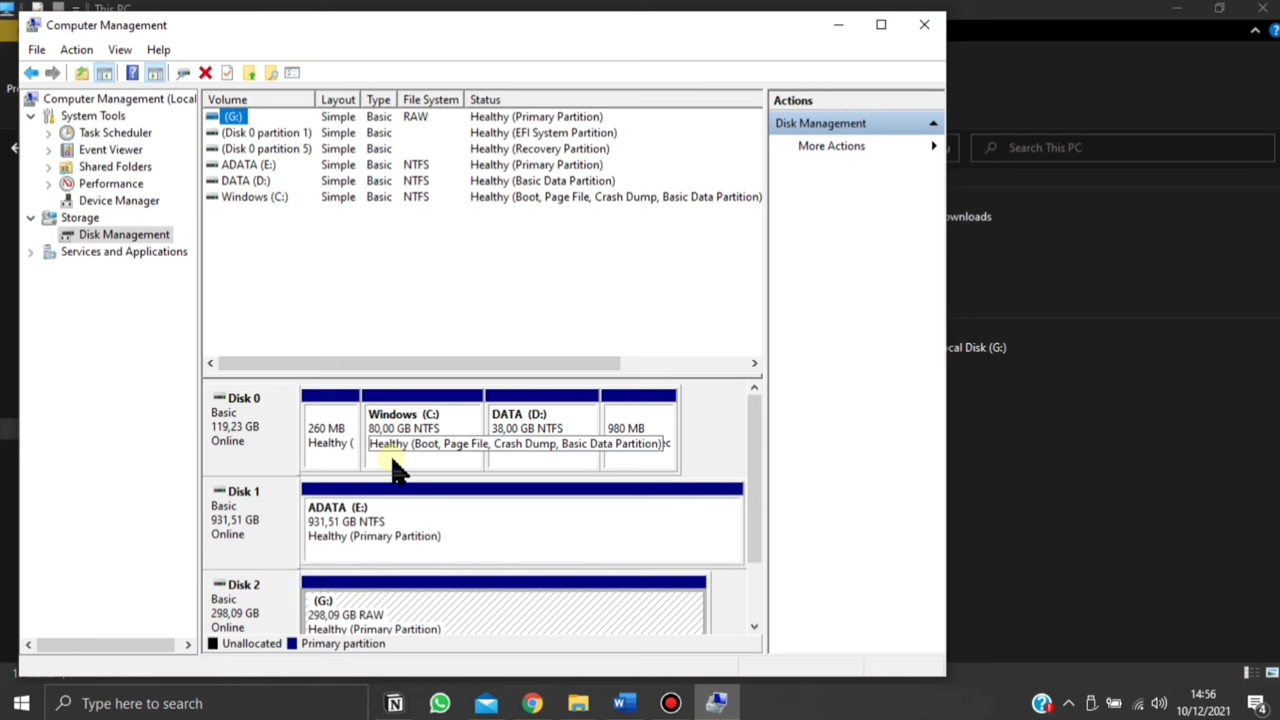 This PC
Computer Management
File Action View Help
Computer Management (Local
System Tools
Task Scheduler
Event Viewer
Shared Folders
Performance
Device Manager
Storage
Disk Management
Services and Applications
Volume Layout Type File System Status
(G:) Simple Basic RAW Healthy (Primary Partition)
(Disk 0 partition 1) Simple Basic Healthy (EFI System Partition)
(Disk 0 partition 5) Simple Basic Healthy (Recovery Partition)
ADATA (E:) Simple Basic NTFS Healthy (Primary Partition)
DATA (D:) Simple Basic NTFS Healthy (Basic Data Partition)
Windows (C:) Simple Basic NTFS Healthy (Boot, Page File, Crash Dump, Basic Data Partition)
Actions
Disk Management
More Actions
Search This PC
wnloads
cal Disk (G:)
Disk 0
Basic
119,23 GB
Online
260 MB
Healthy (
Windows (C:)
80,00 GB NTFS
Healthy (Boot, Page File, Crash Dump, Basic Data Partition)
DATA (D:)
38,00 GB NTFS
980 MB
Disk 1
Basic
931,51 GB
Online
ADATA (E:)
931,51 GB NTFS
Healthy (Primary Partition)
Disk 2
Basic
298,09 GB
Online
(G:)
298,09 GB RAW
Healthy (Primary Partition)
Unallocated Primary partition
Type here to search
14:56
10/12/2021
4